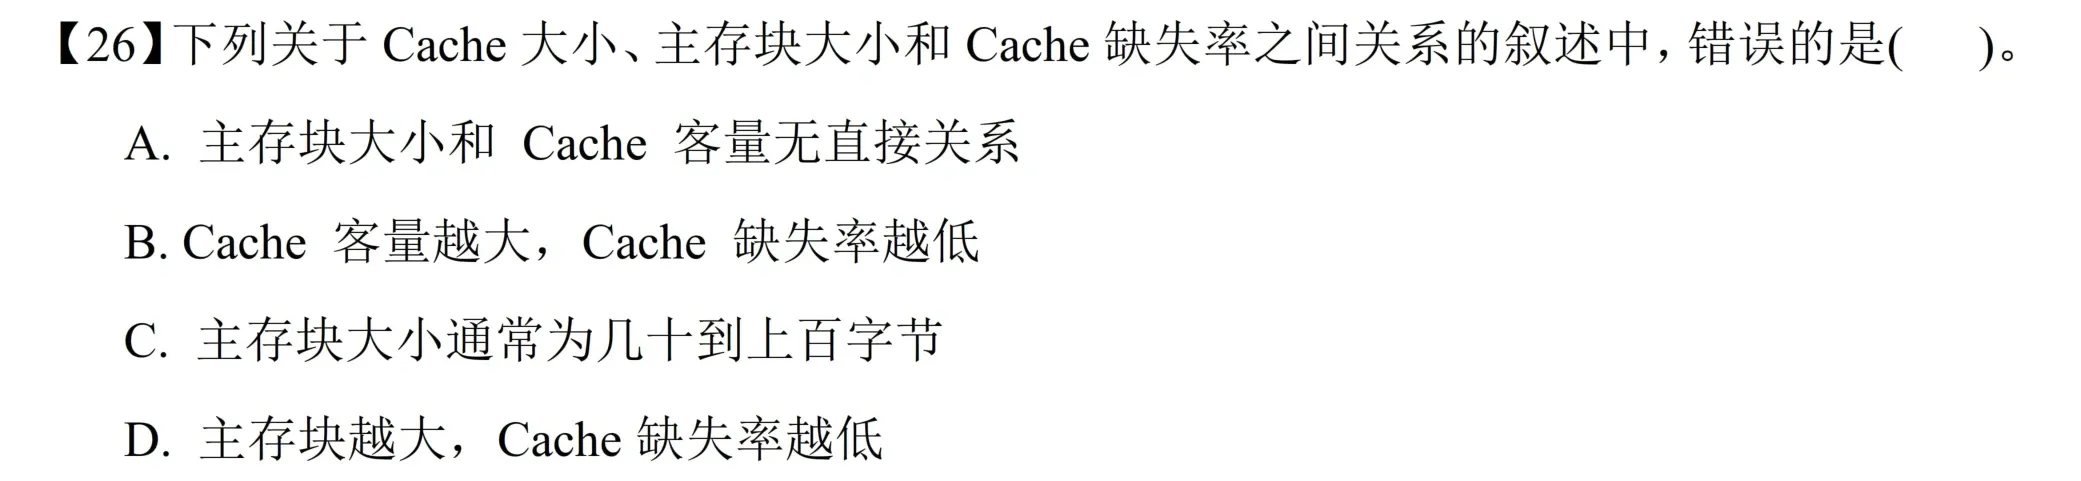 【26】下列关于 Cache 大小、主存块大小和 Cache 缺失率之间关系的叙述中，错误的是(    )。
A. 主存块大小和 Cache 客量无直接关系
B. Cache 客量越大，Cache 缺失率越低
C. 主存块大小通常为几十到上百字节
D. 主存块越大，Cache 缺失率越低